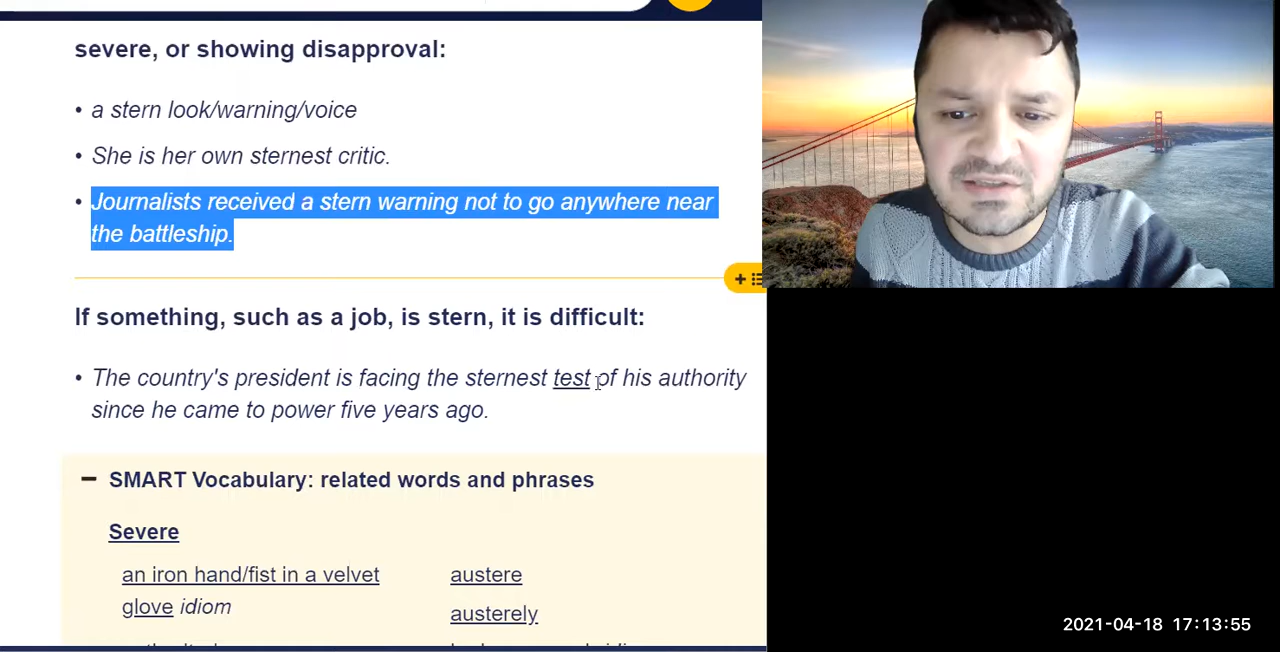 severe, or showing disapproval:
• a stern look/warning/voice
• She is her own sternest critic.
• Journalists received a stern warning not to go anywhere near
the battleship.
If something, such as a job, is stern, it is difficult:
• The country's president is facing the sternest test of his authority
since he came to power five years ago.
SMART Vocabulary: related words and phrases
Severe
an iron hand/fist in a velvet
glove idiom
austere
austerely
2021-04-18 17:13:55